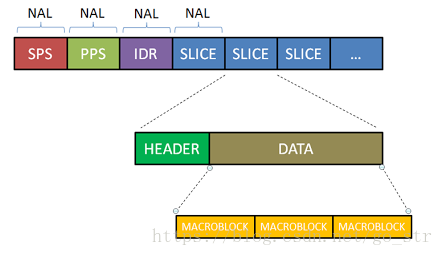 NAL NAL NAL NAL
SPS PPS IDR SLICE SLICE SLICE ...
HEADER DATA
MACROBLOCK MACROBLOCK MACROBLOCK